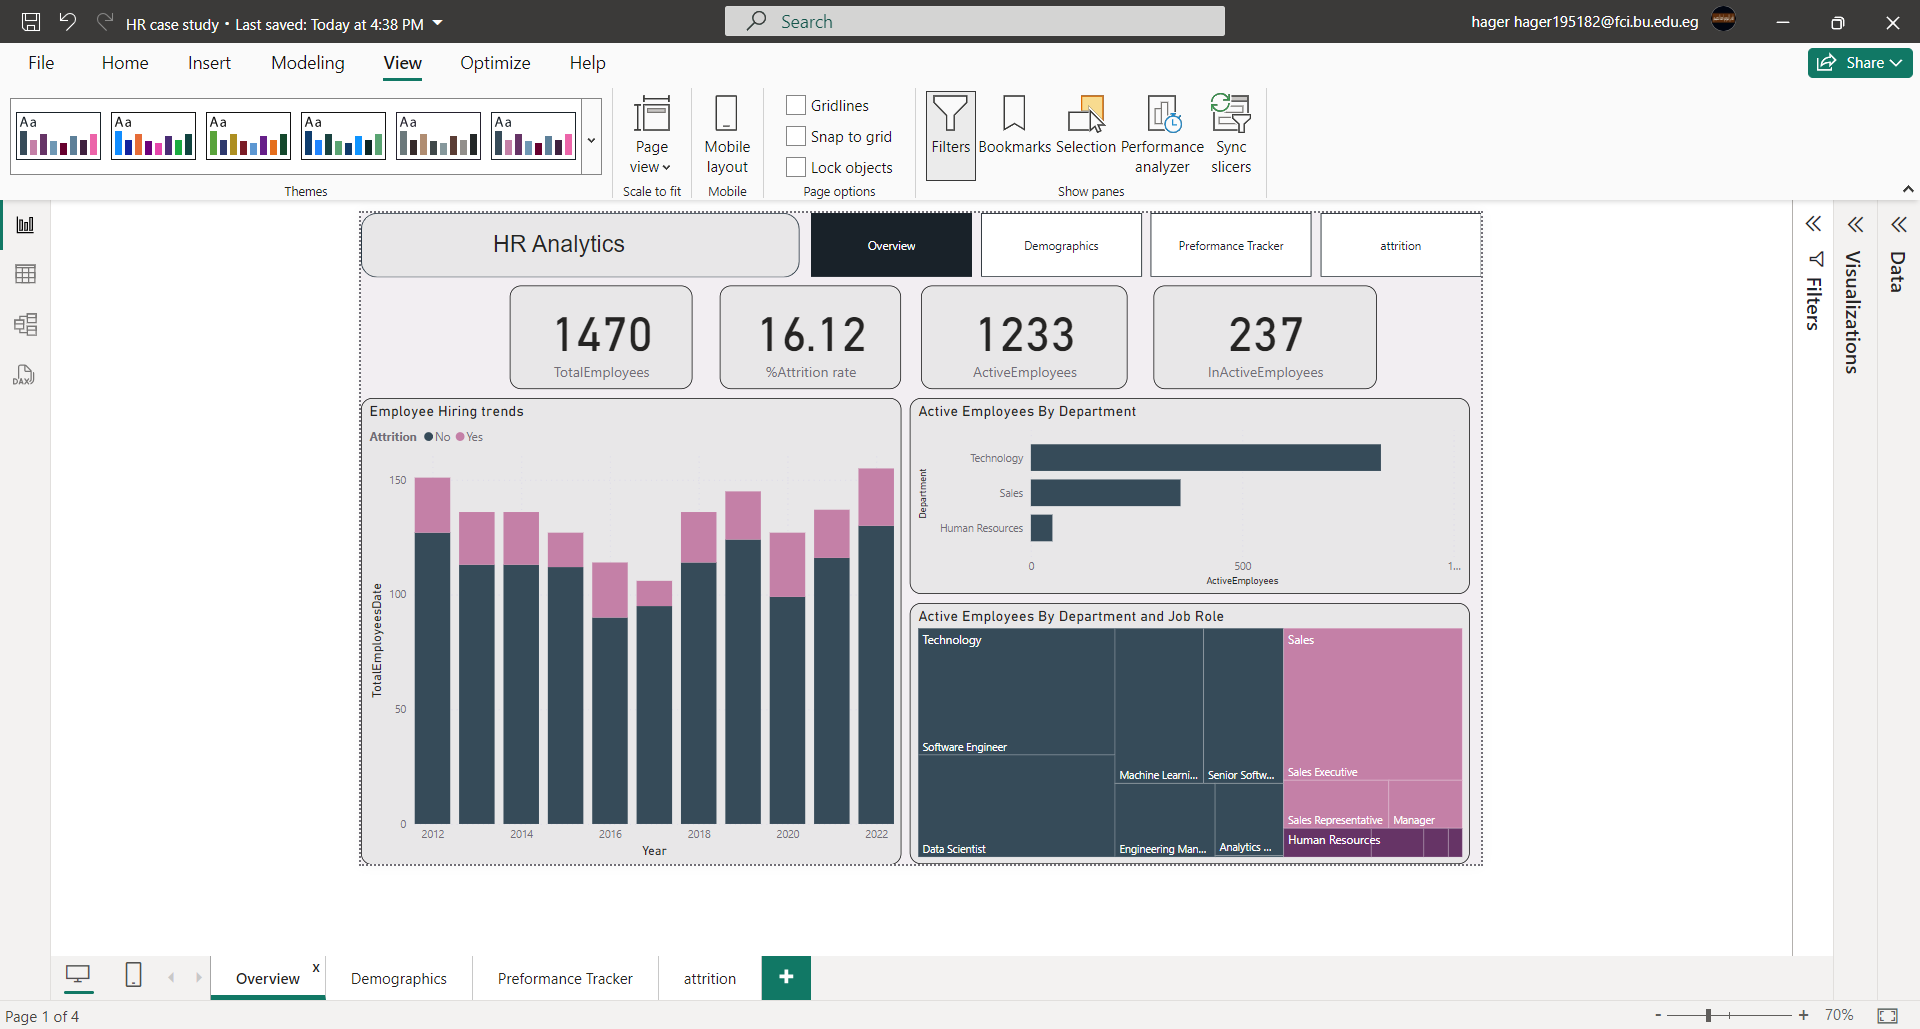 HR case study • Last saved: Today at 4:38 PM
Search
hager hager195182@fci.bu.edu.eg
File
Home
Insert
Modeling
View
Optimize
Help
Share
Aa
Aa
Aa
Aa
Aa
Aa
Themes
Page
view
Scale to fit
Mobile
layout
Mobile
Gridlines
Snap to grid
Lock objects
Page options
Filters
Bookmarks
Selection
Performance
analyzer
Sync
slicers
Show panes
DAX
HR Analytics
Overview
Demographics
Preformance Tracker
attrition
1470
TotalEmployees
16.12
%Attrition rate
1233
ActiveEmployees
237
InActiveEmployees
Employee Hiring trends
Attrition
No
Yes
150
100
50
0
TotalEmployeesDate
2012
2014
2016
2018
2020
2022
Year
Active Employees By Department
Department
Technology
Sales
Human Resources
0
500
1...
ActiveEmployees
Active Employees By Department and Job Role
Technology
Software Engineer
Data Scientist
Machine Learni...
Senior Softw...
Engineering Man...
Analytics ...
Sales
Sales Executive
Sales Representative
Manager
Human Resources
Filters
Visualizations
Data
Overview
x
Demographics
Preformance Tracker
attrition
+
Page 1 of 4
-
+
70%